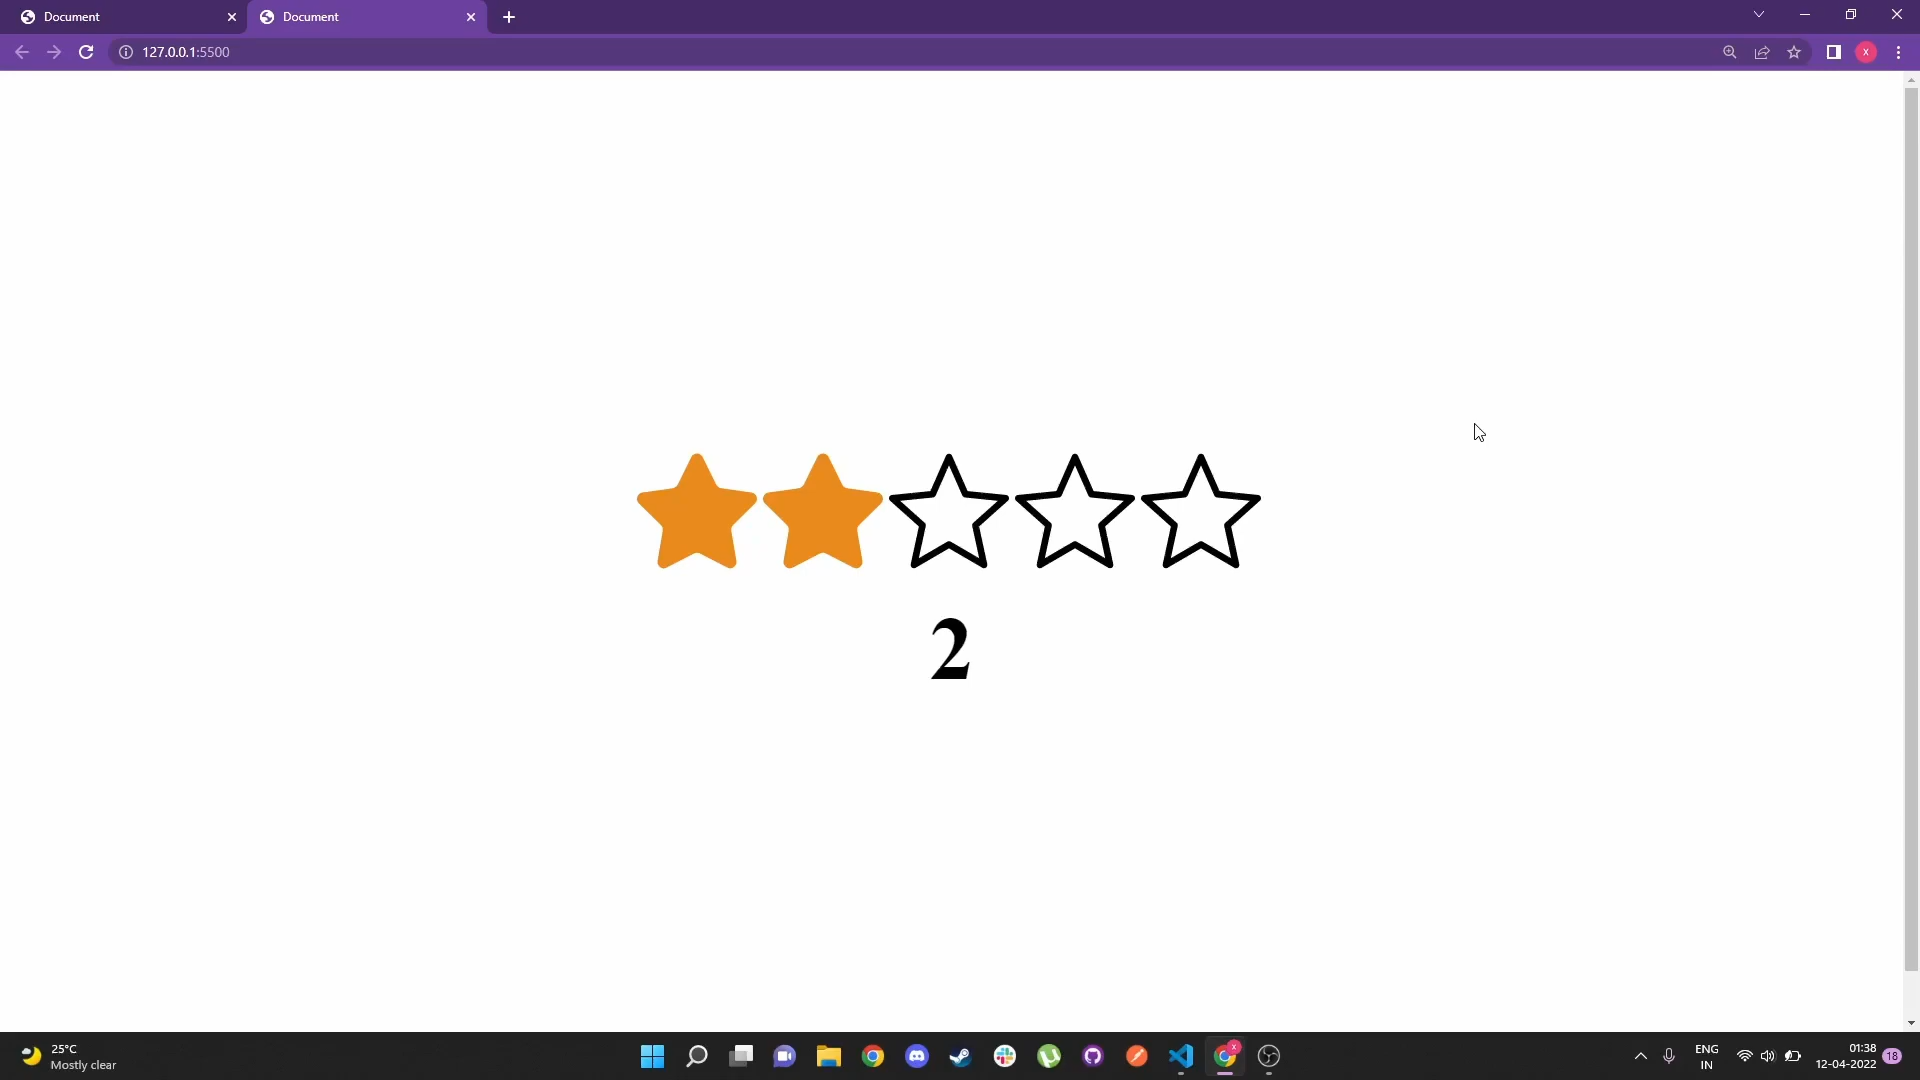 Document
Document
127.0.0.1:5500
x
2
25°C
Mostly clear
x
ENG
IN
01:38
12-04-2022
18